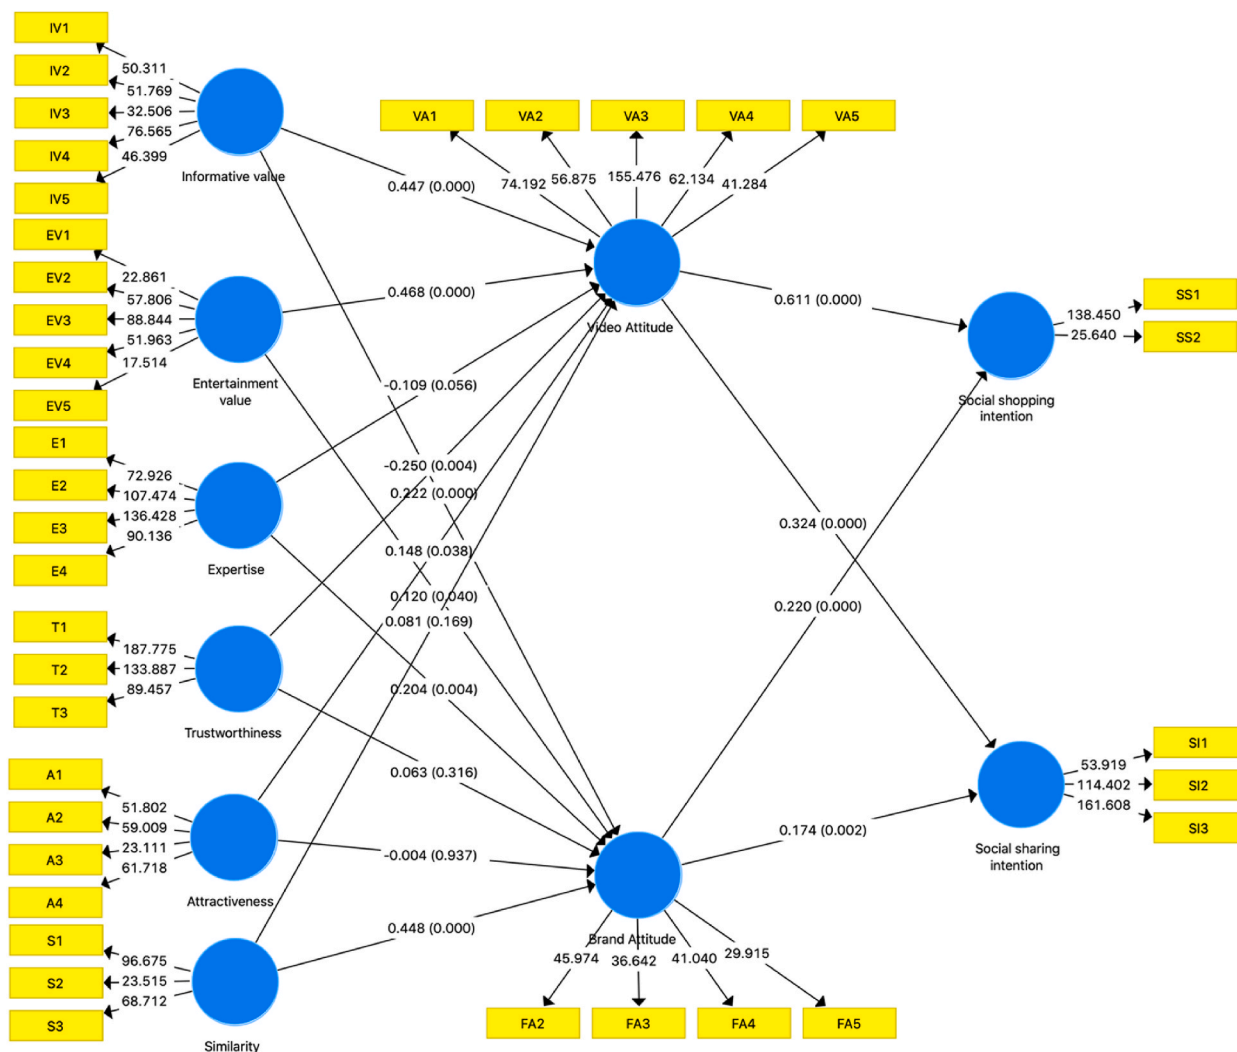 IV1
IV2
IV3
IV4
IV5
50.311
51.769
32.506
76.565
46.399
Informative value
EV1
EV2
EV3
EV4
EV5
22.861
57.806
88.844
51.963
17.514
Entertainment
value
E1
E2
E3
E4
72.926
107.474
136.428
90.136
Expertise
T1
T2
T3
187.775
133.887
89.457
Trustworthiness
A1
A2
A3
A4
51.802
59.009
23.111
61.718
Attractiveness
S1
S2
S3
96.675
23.515
68.712
Similarity
0.447 (0.000)
0.468 (0.000)
-0.109 (0.056)
-0.250 (0.004)
0.222 (0.000)
0.148 (0.038)
0.120 (0.040)
0.081 (0.169)
0.204 (0.004)
0.063 (0.316)
-0.004 (0.937)
0.448 (0.000)
VA1
VA2
VA3
VA4
VA5
74.192
56.875
155.476
62.134
41.284
Video Attitude
Brand Attitude
45.974
36.642
41.040
29.915
FA2
FA3
FA4
FA5
0.611 (0.000)
0.324 (0.000)
0.220 (0.000)
0.174 (0.002)
Social shopping
intention
138.450
25.640
SS1
SS2
Social sharing
intention
53.919
114.402
161.608
SI1
SI2
SI3